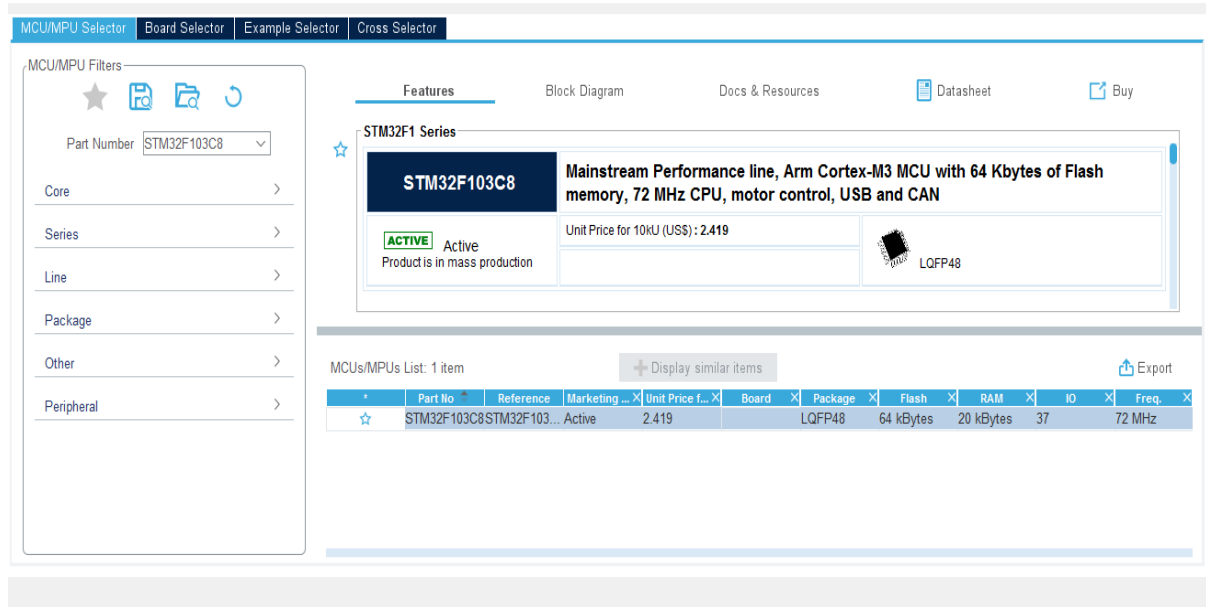 MCU/MPU Selector Board Selector Example Selector Cross Selector
MCU/MPU Filters
Part Number STM32F103C8
Core
Series
Line
Package
Other
Peripheral
Features Block Diagram Docs & Resources Datasheet Buy
STM32F1 Series
STM32F103C8
Mainstream Performance line, Arm Cortex-M3 MCU with 64 Kbytes of Flash
memory, 72 MHz CPU, motor control, USB and CAN
ACTIVE Active
Product is in mass production
Unit Price for 10kU (US$) : 2.419
LQFP48
MCUs/MPUs List: 1 item Display similar items Export
* Part No Reference Marketing ... X Unit Price f... X Board X Package X Flash X RAM X IO X Freq. X
STM32F103C8 STM32F103... Active 2.419 LQFP48 64 kBytes 20 kBytes 37 72 MHz